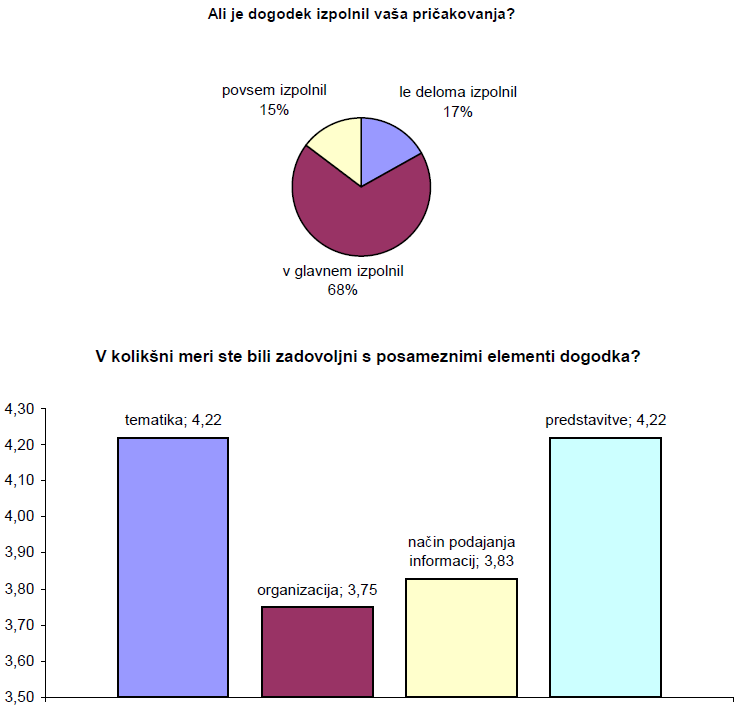 Ali je dogodek izpolnil vaša pričakovanja?
povsem izpolnil
15%
le deloma izpolnil
17%
v glavnem izpolnil
68%
V kolikšni meri ste bili zadovoljni s posameznimi elementi dogodka?
4,30
4,20
4,10
4,00
3,90
3,80
3,70
3,60
3,50
tematika; 4,22
organizacija; 3,75
način podajanja
informacij; 3,83
predstavitve; 4,22